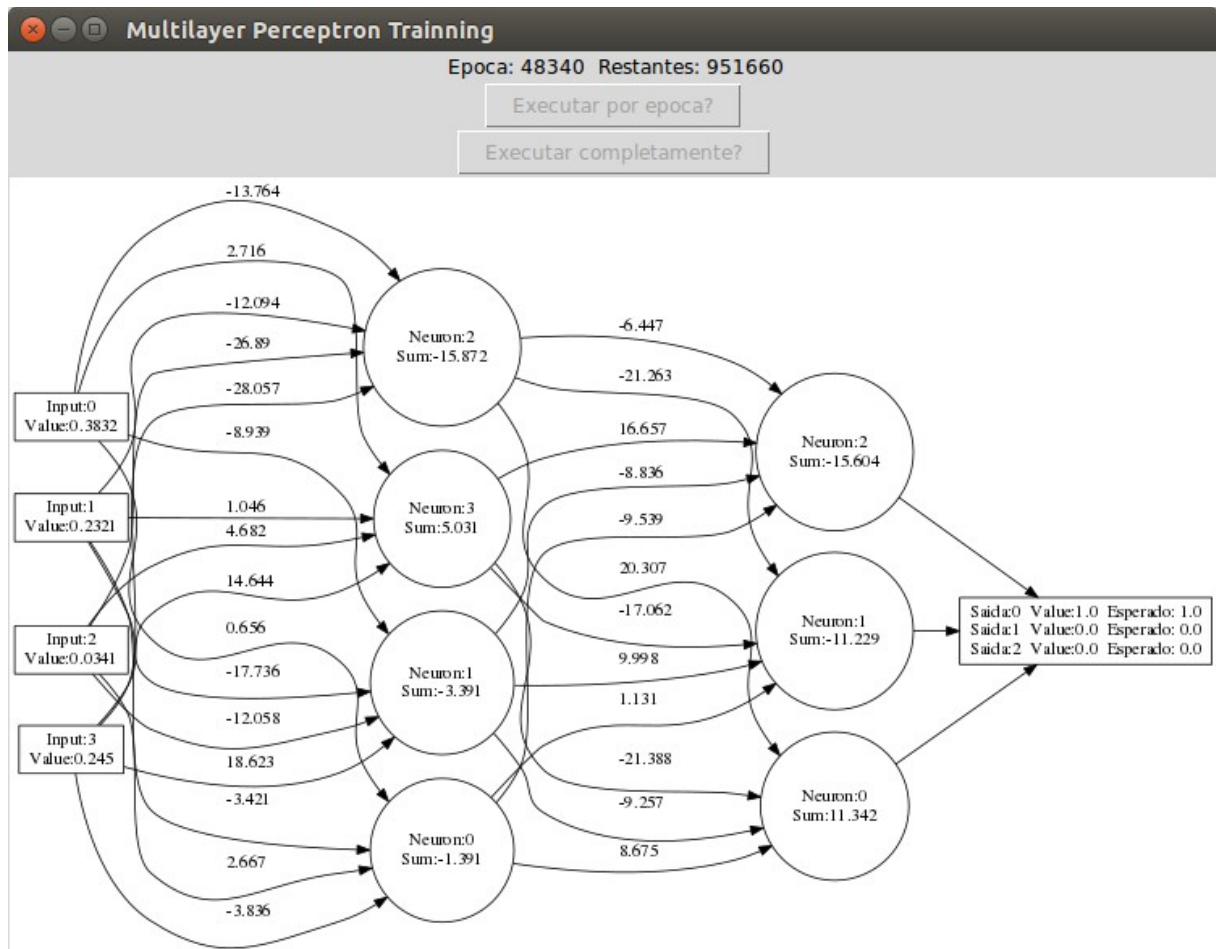 Multilayer Perceptron Trainning
Epoca: 48340 Restantes: 951660
Executar por epoca?
Executar completamente?
-13.764
2.716
-12.094
-26.89
-28.057
-8.939
1.046
4.682
14.644
0.656
-17.736
-12.058
18.623
-3.421
2.667
-3.836
Input:0
Value:0.3832
Input:1
Value:0.2321
Input:2
Value:0.0341
Input:3
Value:0.245
Neuron:2
Sum:-15.872
Neuron:3
Sum:5.031
Neuron:1
Sum:-3.391
Neuron:0
Sum:-1.391
-6.447
-21.263
16.657
-8.836
-9.539
20.307
-17.062
9.998
1.131
-21.388
-9.257
8.675
Neuron:2
Sum:-15.604
Neuron:1
Sum:-11.229
Neuron:0
Sum:11.342
Saida:0 Value:1.0 Esperado: 1.0
Saida:1 Value:0.0 Esperado: 0.0
Saida:2 Value:0.0 Esperado: 0.0